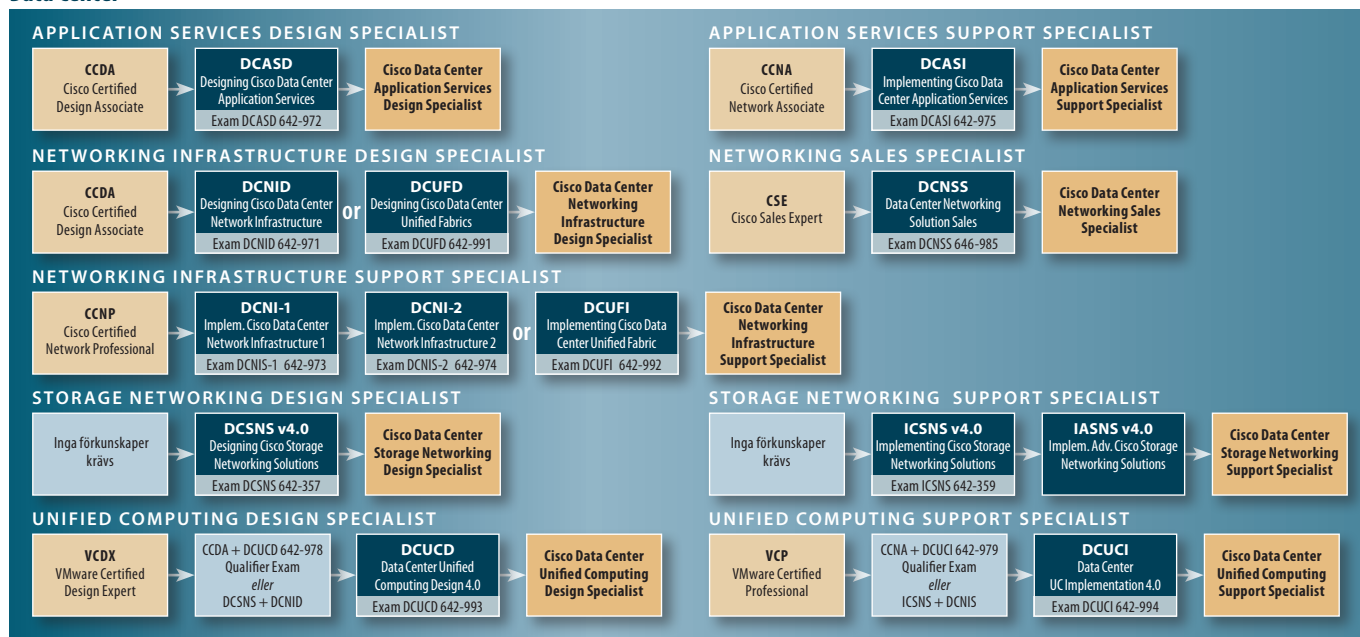 APPLICATION SERVICES DESIGN SPECIALIST
CCDA
Cisco Certified
Design Associate
DCASD
Designing Cisco Data Center
Application Services
Exam DCASD 642-972
Cisco Data Center
Application Services
Design Specialist
APPLICATION SERVICES SUPPORT SPECIALIST
CCNA
Cisco Certified
Network Associate
DCASI
Implementing Cisco Data
Center Application Services
Exam DCASI 642-975
Cisco Data Center
Application Services
Support Specialist
NETWORKING INFRASTRUCTURE DESIGN SPECIALIST
CCDA
Cisco Certified
Design Associate
DCNID
Designing Cisco Data Center
Network Infrastructure
Exam DCNID 642-971
or
DCUFD
Designing Cisco Data Center
Unified Fabrics
Exam DCUFD 642-991
Cisco Data Center
Networking
Infrastructure
Design Specialist
NETWORKING SALES SPECIALIST
CSE
Cisco Sales Expert
DCNSS
Data Center Networking
Solution Sales
Exam DCNSS 646-985
Cisco Data Center
Networking Sales
Specialist
NETWORKING INFRASTRUCTURE SUPPORT SPECIALIST
CCNP
Cisco Certified
Network Professional
DCNI-1
Implem. Cisco Data Center
Network Infrastructure 1
Exam DCNIS-1 642-973
DCNI-2
Implem. Cisco Data Center
Network Infrastructure 2
Exam DCNIS-2 642-974
or
DCUFI
Implementing Cisco Data
Center Unified Fabric
Exam DCUFI 642-992
Cisco Data Center
Networking
Infrastructure
Support Specialist
STORAGE NETWORKING DESIGN SPECIALIST
Inga förkunskaper
krävs
DCSNS v4.0
Designing Cisco Storage
Networking Solutions
Exam DCSNS 642-357
Cisco Data Center
Storage Networking
Design Specialist
STORAGE NETWORKING SUPPORT SPECIALIST
Inga förkunskaper
krävs
ICSNS v4.0
Implementing Cisco Storage
Networking Solutions
Exam ICSNS 642-359
IASNS v4.0
Implem. Adv. Cisco Storage
Networking Solutions
Cisco Data Center
Storage Networking
Support Specialist
UNIFIED COMPUTING DESIGN SPECIALIST
VCDX
VMware Certified
Design Expert
CCDA + DCUCD 642-978
Qualifier Exam
eller
DCSNS + DCNID
DCUCD
Data Center Unified
Computing Design 4.0
Exam DCUCD 642-993
Cisco Data Center
Unified Computing
Design Specialist
UNIFIED COMPUTING SUPPORT SPECIALIST
VCP
VMware Certified
Professional
CCNA + DCUCI 642-979
Qualifier Exam
eller
ICSNS + DCNIS
DCUCI
Data Center
UC Implementation 4.0
Exam DCUCI 642-994
Cisco Data Center
Unified Computing
Support Specialist